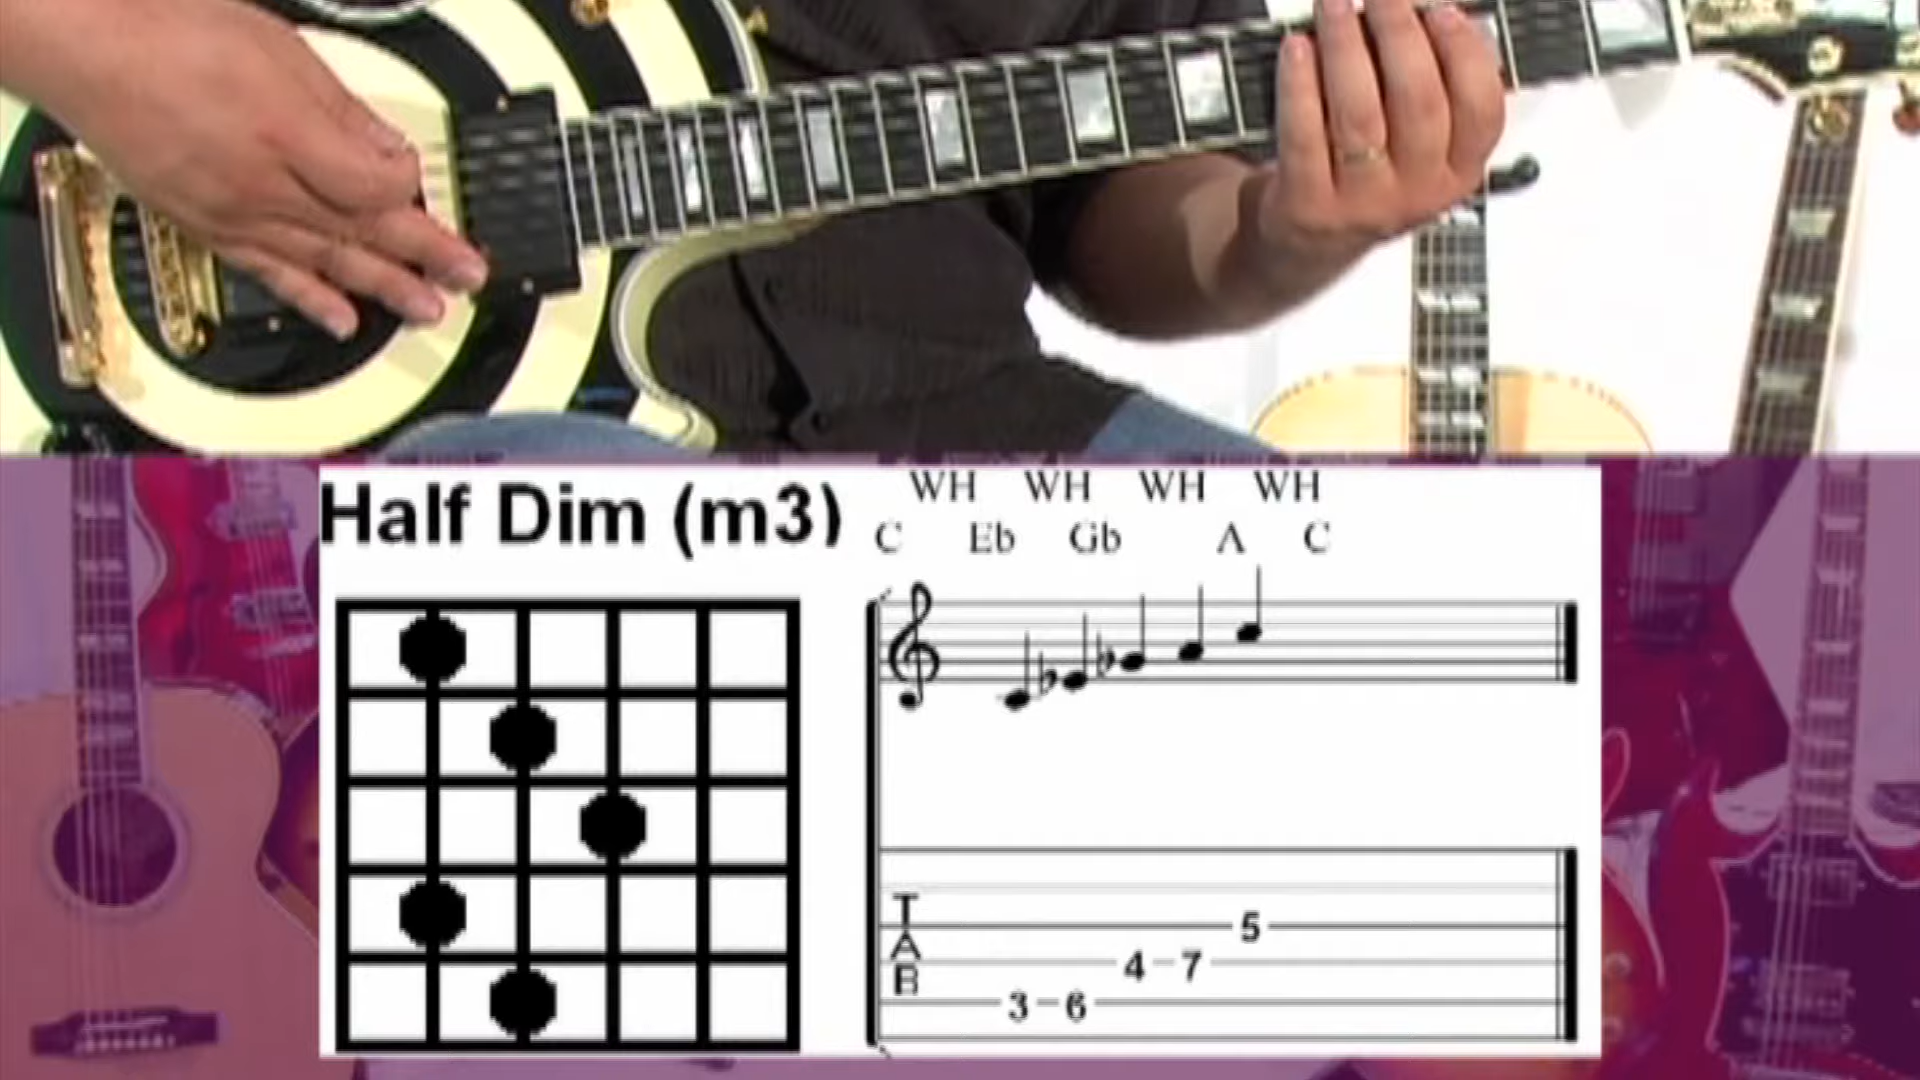 Half Dim (m3)
WH WH WH WH
C Eb Gb A C
T
A
B
5
4 7
3 6